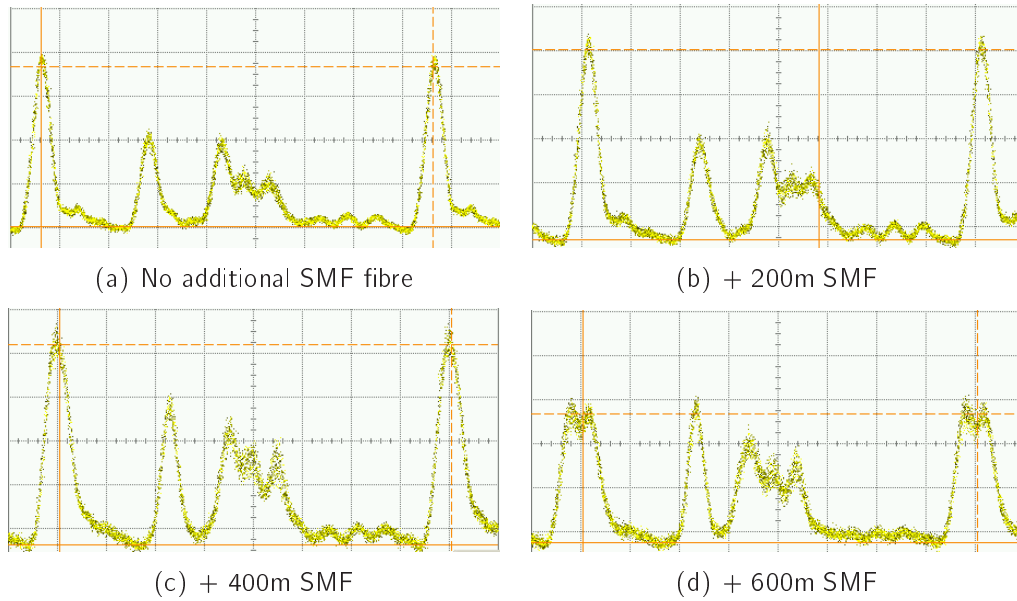 (a) No additional SMF fibre
(b) + 200m SMF
(c) + 400m SMF
(d) + 600m SMF